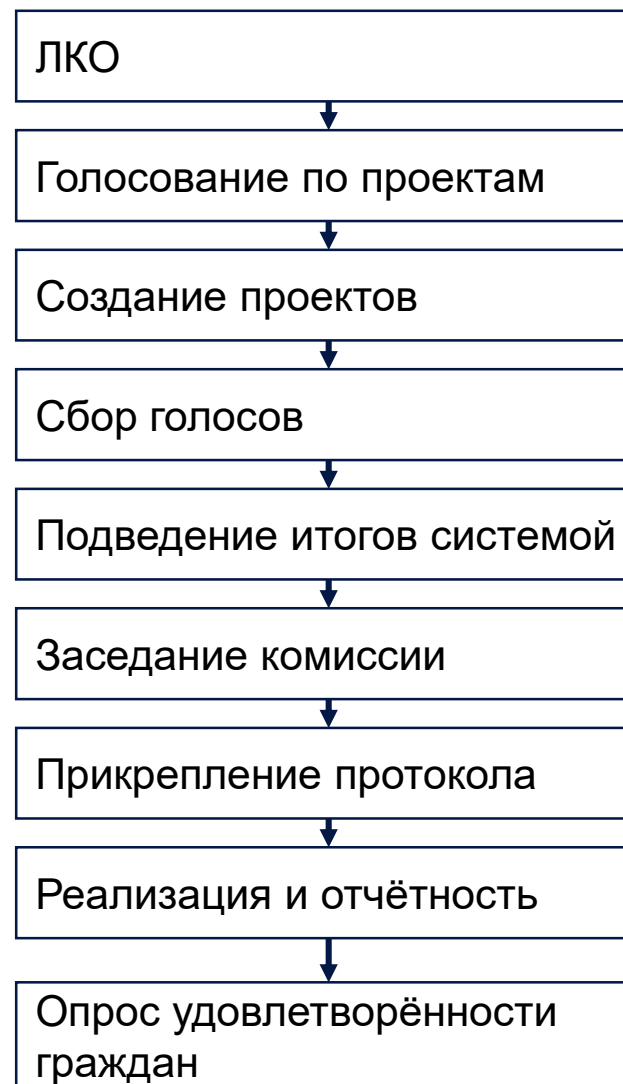 ЛКО
Голосование по проектам
Создание проектов
Сбор голосов
Подведение итогов системой
Заседание комиссии
Прикрепление протокола
Реализация и отчётность
Опрос удовлетворённости
граждан